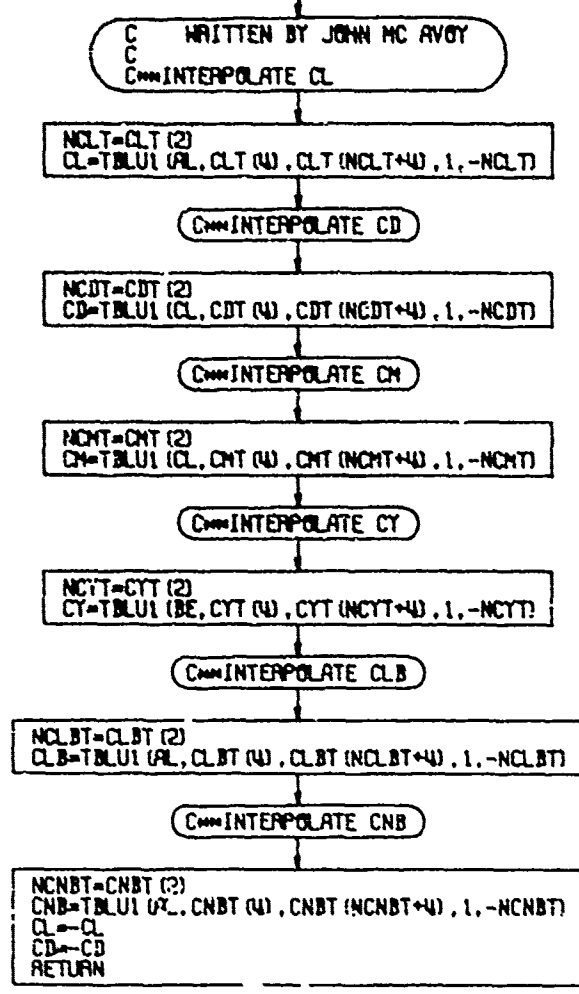 C WRITTEN BY JOHN MC AVOY
C
C**INTERPOLATE CL
NCLT=CLT(2)
CL=TBLU1(AL,CLT(4),CLT(NCLT+4),1,-NCLT)
C**INTERPOLATE CD
NCDT=CDT(2)
CD=TBLU1(CL,CDT(4),CDT(NCDT+4),1,-NCDT)
C**INTERPOLATE CM
NCMT=CMT(2)
CM=TBLU1(CL,CMT(4),CMT(NCMT+4),1,-NCMT)
C**INTERPOLATE CY
NCYT=CYT(2)
CY=TBLU1(BE,CYT(4),CYT(NCYT+4),1,-NCYT)
C**INTERPOLATE CLB
NCLBT=CLBT(2)
CLB=TBLU1(AL,CLBT(4),CLBT(NCLBT+4),1,-NCLBT)
C**INTERPOLATE CNB
NCNBT=CNBT(2)
CNB=TBLU1(AL,CNBT(4),CNBT(NCNBT+4),1,-NCNBT)
CL=-CL
CD=-CD
RETURN